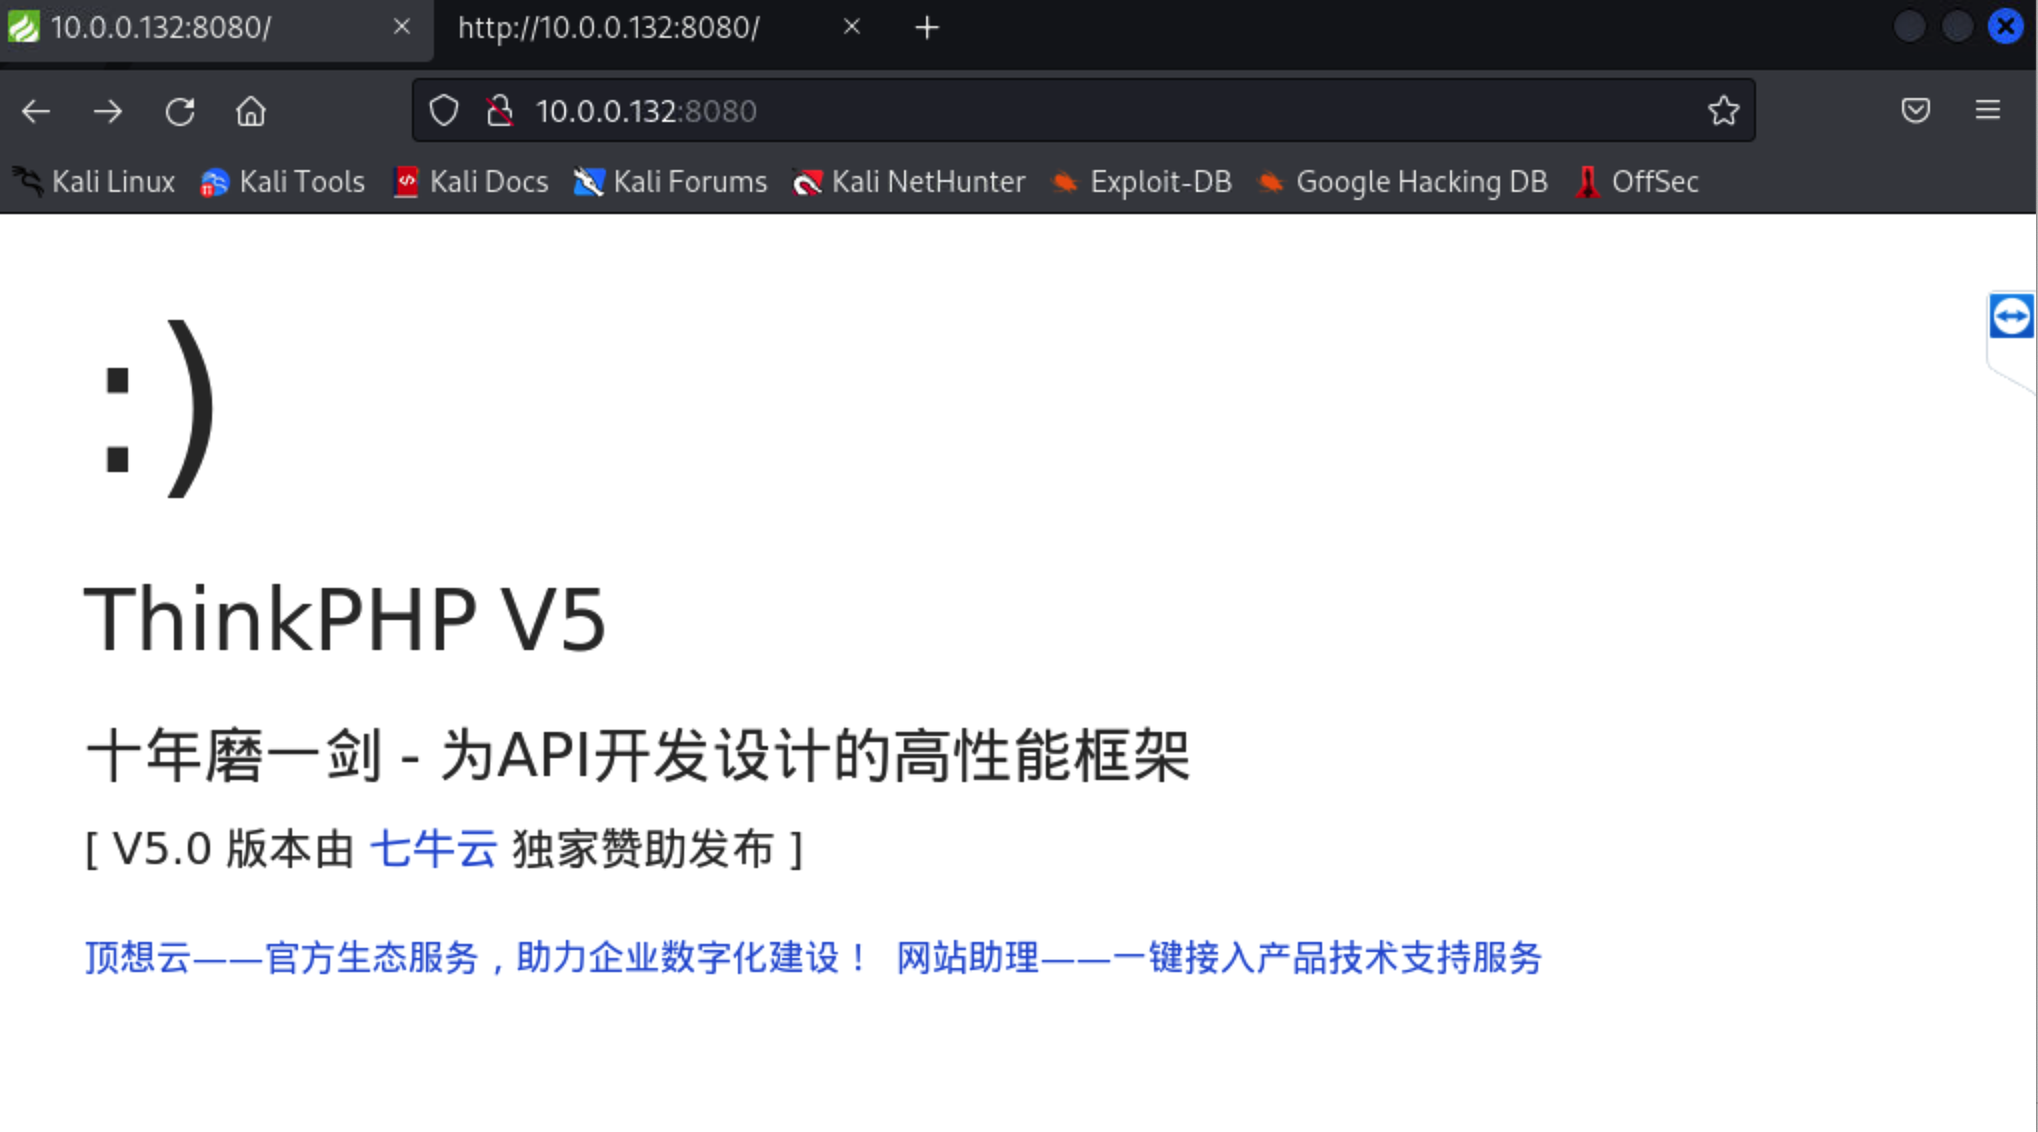 10.0.0.132:8080/ http://10.0.0.132:8080/
10.0.0.132:8080
Kali Linux Kali Tools Kali Docs Kali Forums Kali NetHunter Exploit-DB Google Hacking DB OffSec
:)
ThinkPHP V5
十年磨一剑 - 为API开发设计的高性能框架
[ V5.0 版本由 七牛云 独家赞助发布 ]
顶想云——官方生态服务，助力企业数字化建设！ 网站助理——一键接入产品技术支持服务